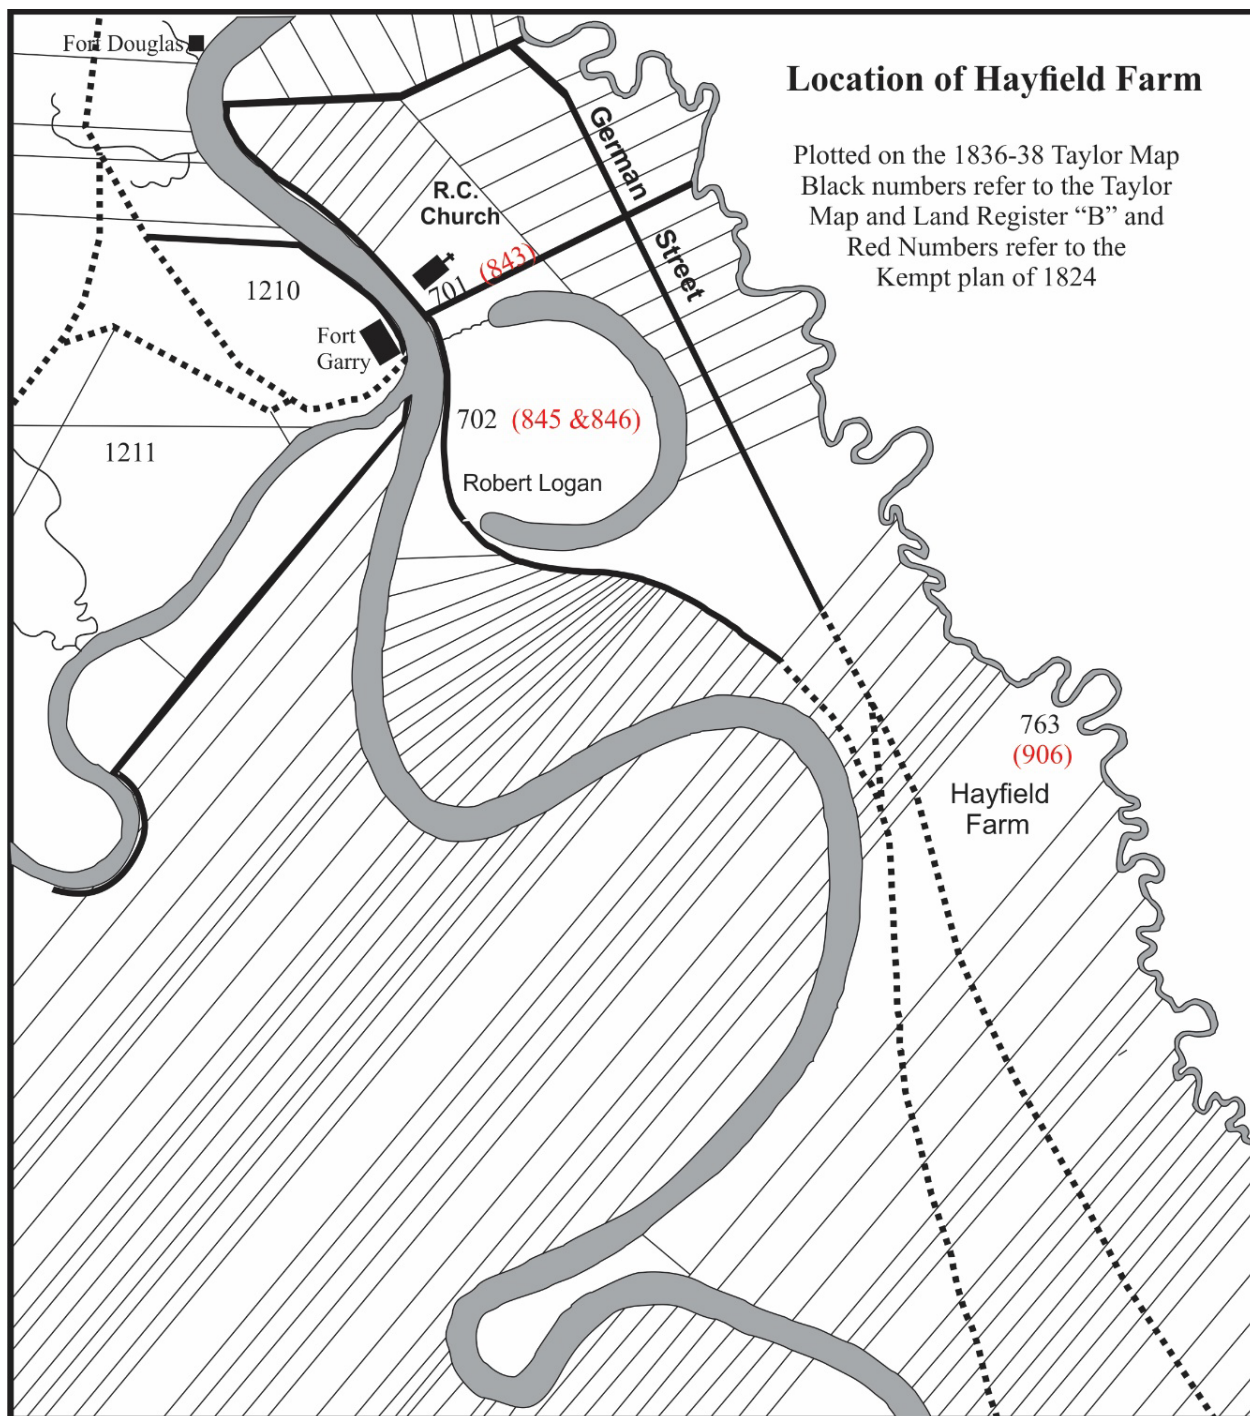 Fort Douglas
Location of Hayfield Farm
Plotted on the 1836-38 Taylor Map
Black numbers refer to the Taylor
Map and Land Register “B” and
Red Numbers refer to the
Kempt plan of 1824
German
Street
R.C.
Church
701 (843)
1210
Fort
Garry
702 (845 &846)
1211
Robert Logan
763
(906)
Hayfield
Farm